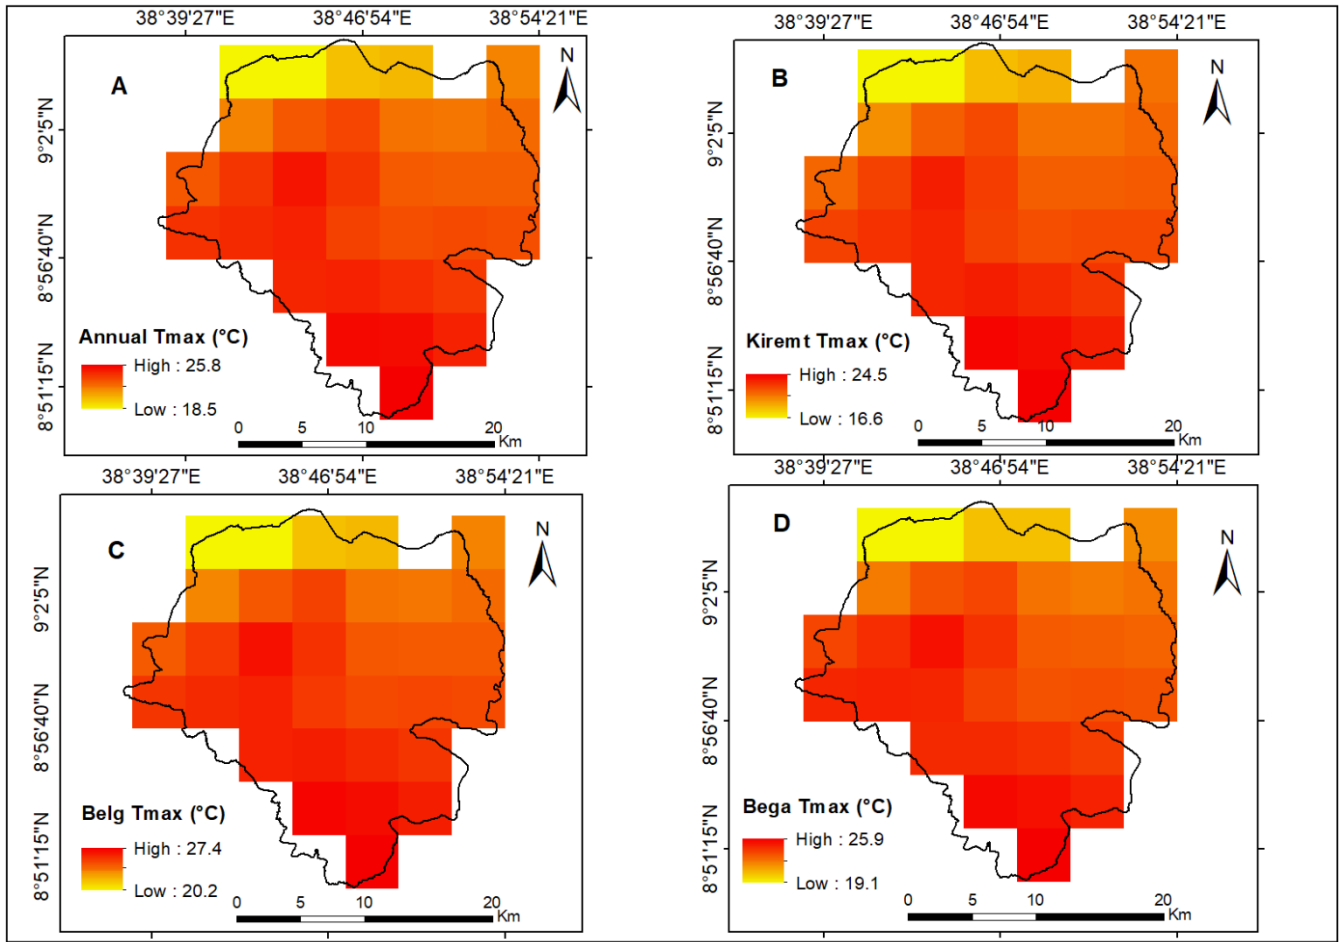 38°39'27"E 38°46'54"E 38°54'21"E
A
N
9°2'5"N
8°56'40"N
8°51'15"N
Annual Tmax (°C)
High : 25.8
Low : 18.5
0 5 10 20
Km
38°39'27"E 38°46'54"E 38°54'21"E
B
N
9°2'5"N
8°56'40"N
8°51'15"N
Kiremt Tmax (°C)
High : 24.5
Low : 16.6
0 5 10 20
Km
38°39'27"E 38°46'54"E 38°54'21"E
C
N
9°2'5"N
8°56'40"N
8°51'15"N
Belg Tmax (°C)
High : 27.4
Low : 20.2
0 5 10 20
Km
38°39'27"E 38°46'54"E 38°54'21"E
D
N
9°2'5"N
8°56'40"N
8°51'15"N
Bega Tmax (°C)
High : 25.9
Low : 19.1
0 5 10 20
Km